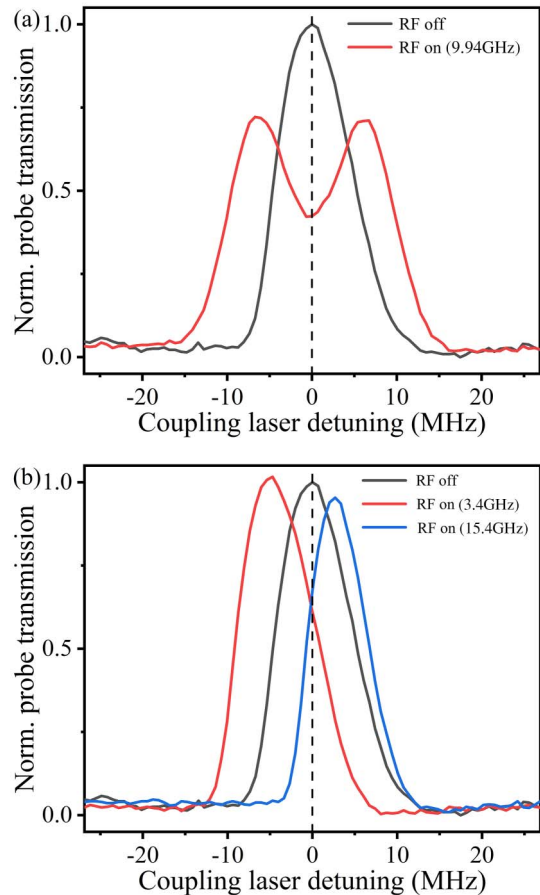 (a)
RF off
RF on (9.94GHz)
Norm. probe transmission
1.0
0.5
0.0
-20 -10 0 10 20
Coupling laser detuning (MHz)
(b)
RF off
RF on (3.4GHz)
RF on (15.4GHz)
Norm. probe transmission
1.0
0.5
0.0
-20 -10 0 10 20
Coupling laser detuning (MHz)